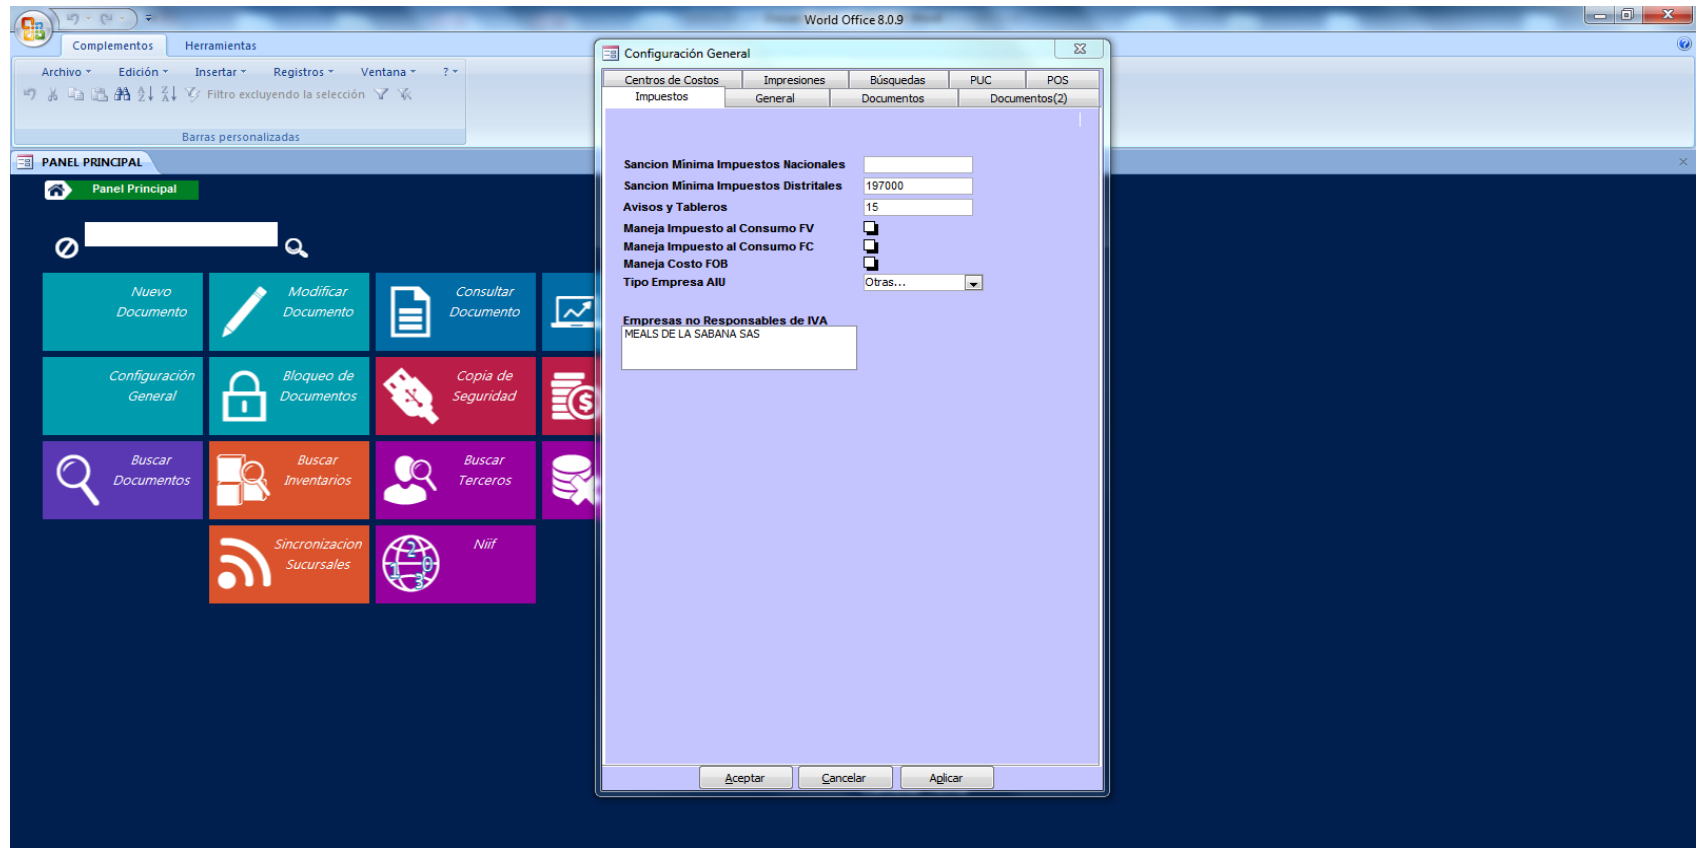 World Office 8.0.9
Complementos Herramientas
Archivo Edición Insertar Registros Ventana ?
Filtro excluyendo la selección
Barras personalizadas
PANEL PRINCIPAL
Panel Principal
Nuevo Documento
Modificar Documento
Consultar Documento
Configuración General
Bloqueo de Documentos
Copia de Seguridad
Buscar Documentos
Buscar Inventarios
Buscar Terceros
Sincronizacion Sucursales
Niif
Configuración General
Centros de Costos Impresiones Búsquedas PUC POS
Impuestos General Documentos Documentos(2)
Sancion Mínima Impuestos Nacionales
Sancion Mínima Impuestos Distritales 197000
Avisos y Tableros 15
Maneja Impuesto al Consumo FV
Maneja Impuesto al Consumo FC
Maneja Costo FOB
Tipo Empresa AIU Otras...
Empresas no Responsables de IVA
MEALS DE LA SABANA SAS
Aceptar Cancelar Aplicar